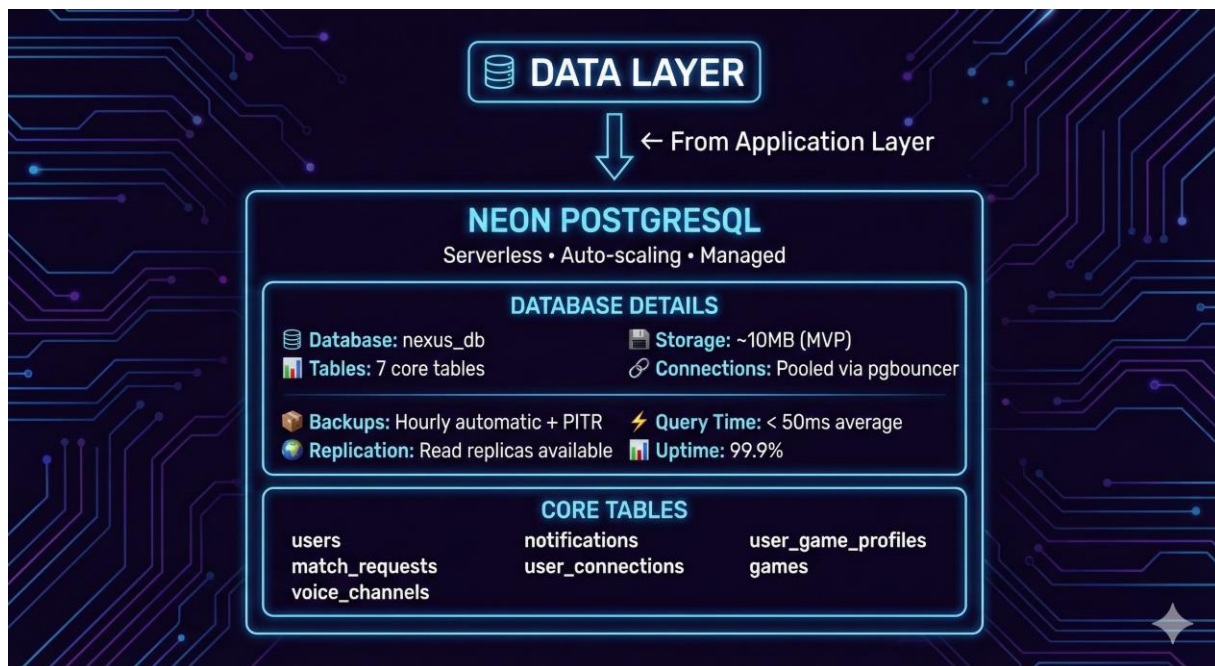 DATA LAYER
← From Application Layer
NEON POSTGRESQL
Serverless • Auto-scaling • Managed
DATABASE DETAILS
Database: nexus_db
Storage: ~10MB (MVP)
Tables: 7 core tables
Connections: Pooled via pgbouncer
Backups: Hourly automatic + PITR
Query Time: < 50ms average
Replication: Read replicas available
Uptime: 99.9%
CORE TABLES
users notifications user_game_profiles
match_requests user_connections games
voice_channels